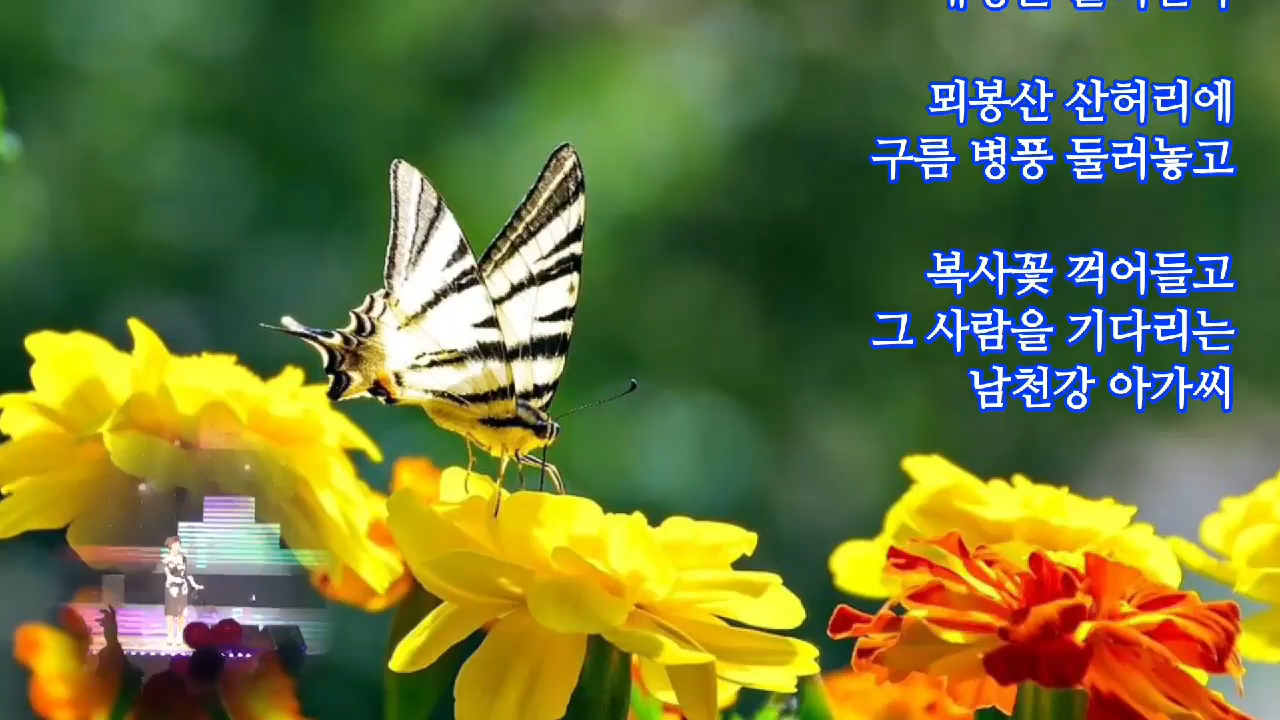 뫼봉산 산허리에
구름 병풍 둘러놓고
복사꽃 꺽어들고
그 사람을 기다리는
남천강 아가씨